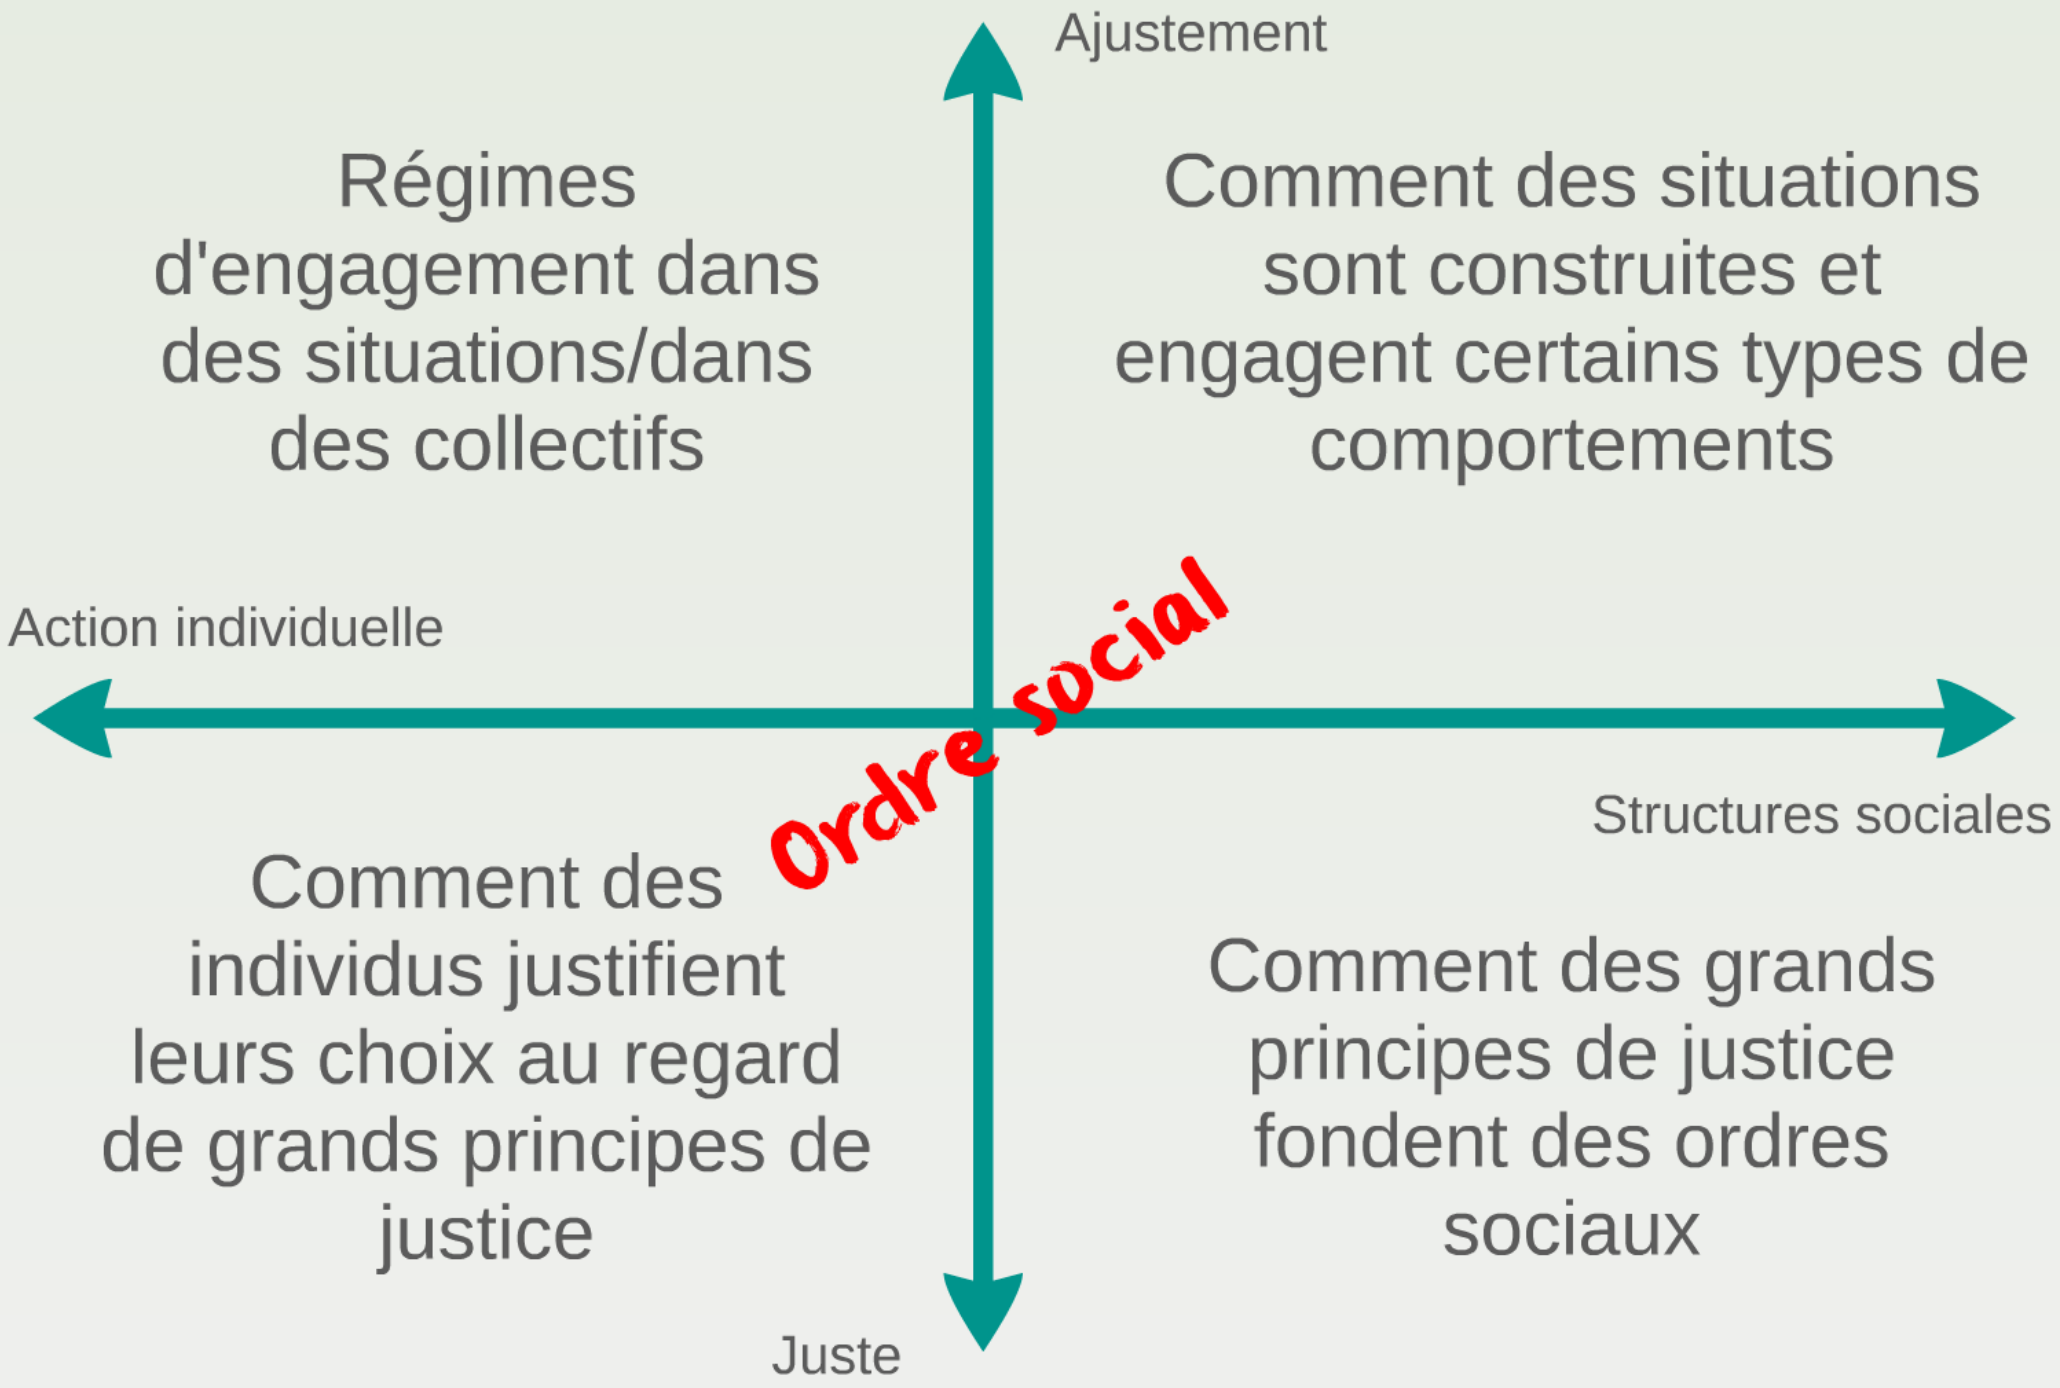 Ajustement
Régimes
d'engagement dans
des situations/dans
des collectifs
Comment des situations
sont construites et
engagent certains types de
comportements
Action individuelle
Ordre social
Structures sociales
Comment des
individus justifient
leurs choix au regard
de grands principes de
justice
Comment des grands
principes de justice
fondent des ordres
sociaux
Juste